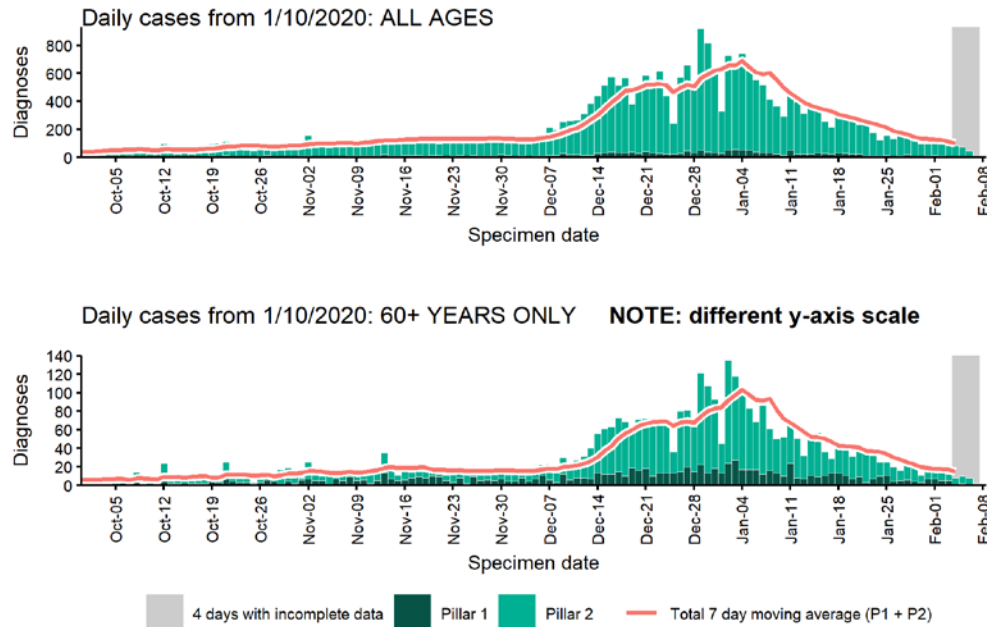 Daily cases from 1/10/2020: ALL AGES
Diagnoses
800
600
400
200
0
Oct-05
Oct-12
Oct-19
Oct-26
Nov-02
Nov-09
Nov-16
Nov-23
Nov-30
Dec-07
Dec-14
Dec-21
Dec-28
Jan-04
Jan-11
Jan-18
Jan-25
Feb-01
Feb-08
Specimen date
Daily cases from 1/10/2020: 60+ YEARS ONLY NOTE: different y-axis scale
Diagnoses
140
120
100
80
60
40
20
0
Oct-05
Oct-12
Oct-19
Oct-26
Nov-02
Nov-09
Nov-16
Nov-23
Nov-30
Dec-07
Dec-14
Dec-21
Dec-28
Jan-04
Jan-11
Jan-18
Jan-25
Feb-01
Feb-08
Specimen date
4 days with incomplete data Pillar 1 Pillar 2 Total 7 day moving average (P1 + P2)